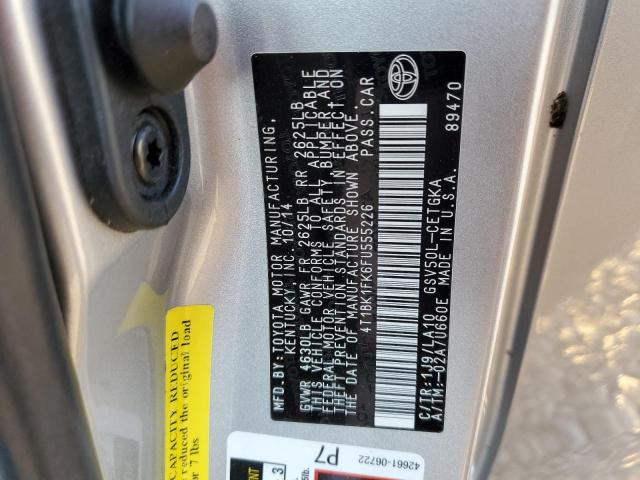 MFD.BY:TOYOTA MOTOR MANUFACTURING,
KENTUCKY, INC. 10/14
GVWR 4630LB GAWR FR 2625LB RR 2625LB
THIS VEHICLE CONFORMS TO ALL APPLICABLE
FEDERAL MOTOR VEHICLE SAFETY, BUMPER, AND
THEFT PREVENTION STANDARDS IN EFFECT ON
THE DATE OF MANUFACTURE SHOWN ABOVE.
4T1BK1FK6FU555226 PASS.CAR
C/TR:1J9/LA10 GSV50L-CETGKA
A/TM:-02A/U660E MADE IN U.S.A.
89470
CAPACITY REDUCED
reduced the original load
7 lbs
P7
42661-06722